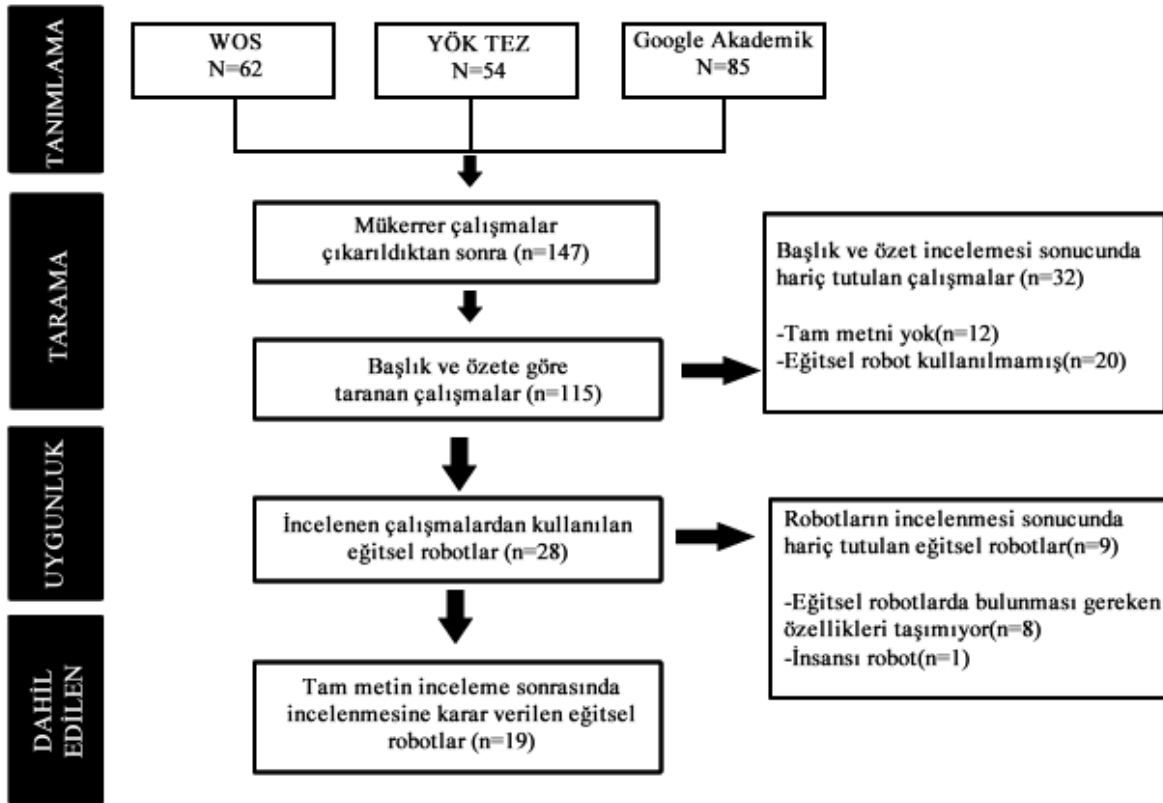 TANIMLAMA
WOS
N=62
YÖK TEZ
N=54
Google Akademik
N=85
TARAMA
Mükerrer çalışmalar
çıkarıldıktan sonra (n=147)
Başlık ve özete göre
taranan çalışmalar (n=115)
Başlık ve özet incelemesi sonucunda
hariç tutulan çalışmalar (n=32)
-Tam metni yok(n=12)
-Eğitsel robot kullanılmamış(n=20)
UYGUNLUK
İncelenen çalışmalardan kullanılan
eğitsel robotlar (n=28)
Robotların incelenmesi sonucunda
hariç tutulan eğitsel robotlar(n=9)
-Eğitsel robotlarda bulunması gereken
özellikleri taşımıyor(n=8)
-İnsansı robot(n=1)
DAHİL
EDİLEN
Tam metin inceleme sonrasında
incelenmesine karar verilen eğitsel
robotlar (n=19)